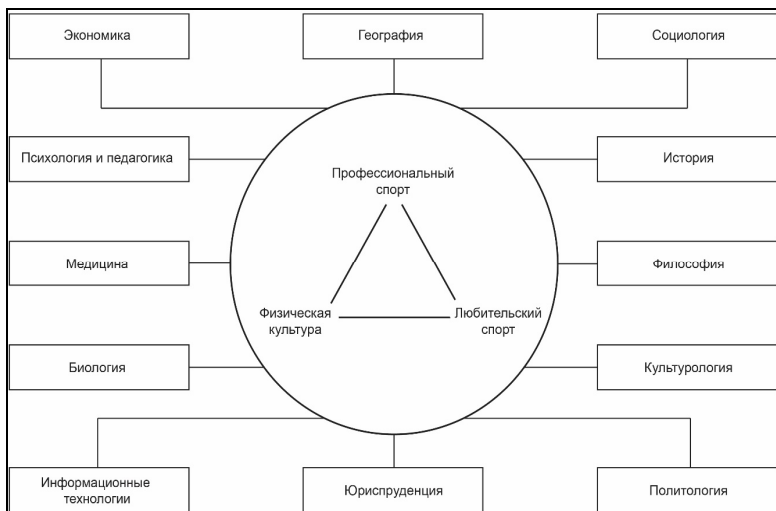 Экономика
География
Социология
Психология и педагогика
История
Профессиональный
спорт
Медицина
Философия
Физическая
культура
Любительский
спорт
Биология
Культурология
Информационные
технологии
Юриспруденция
Политология